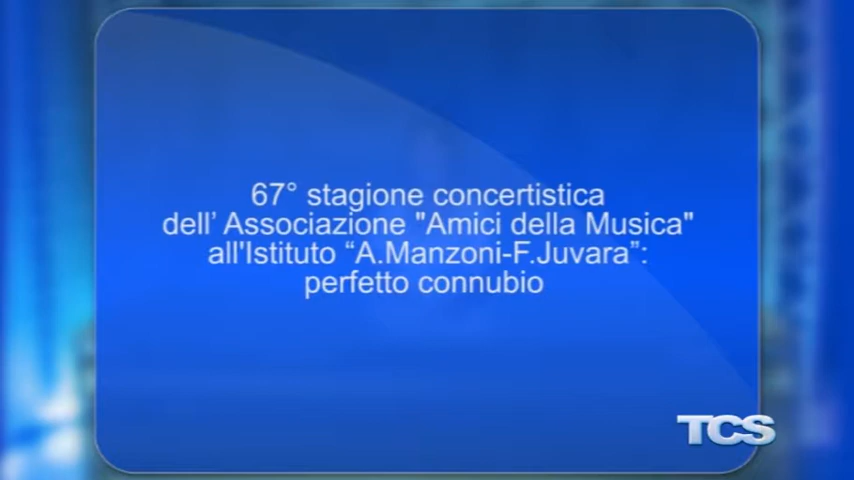 67° stagione concertistica
dell’ Associazione "Amici della Musica"
all'Istituto “A.Manzoni-F.Juvara”:
perfetto connubio
TCS